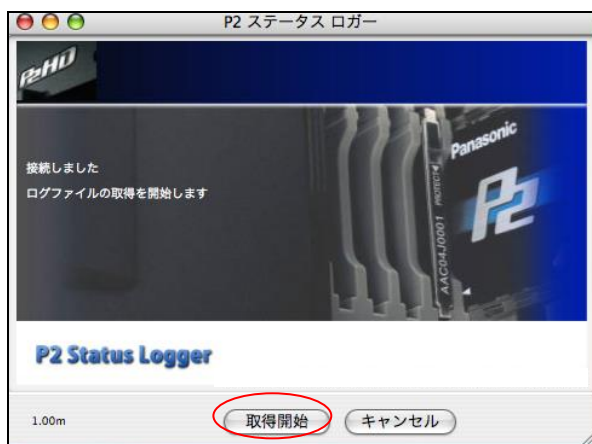 P2 ステータス ロガー
P2HD
接続しました
ログファイルの取得を開始します
Panasonic
P2
PROTECT
AAC04J0001
P2 Status Logger
1.00m
取得開始
キャンセル